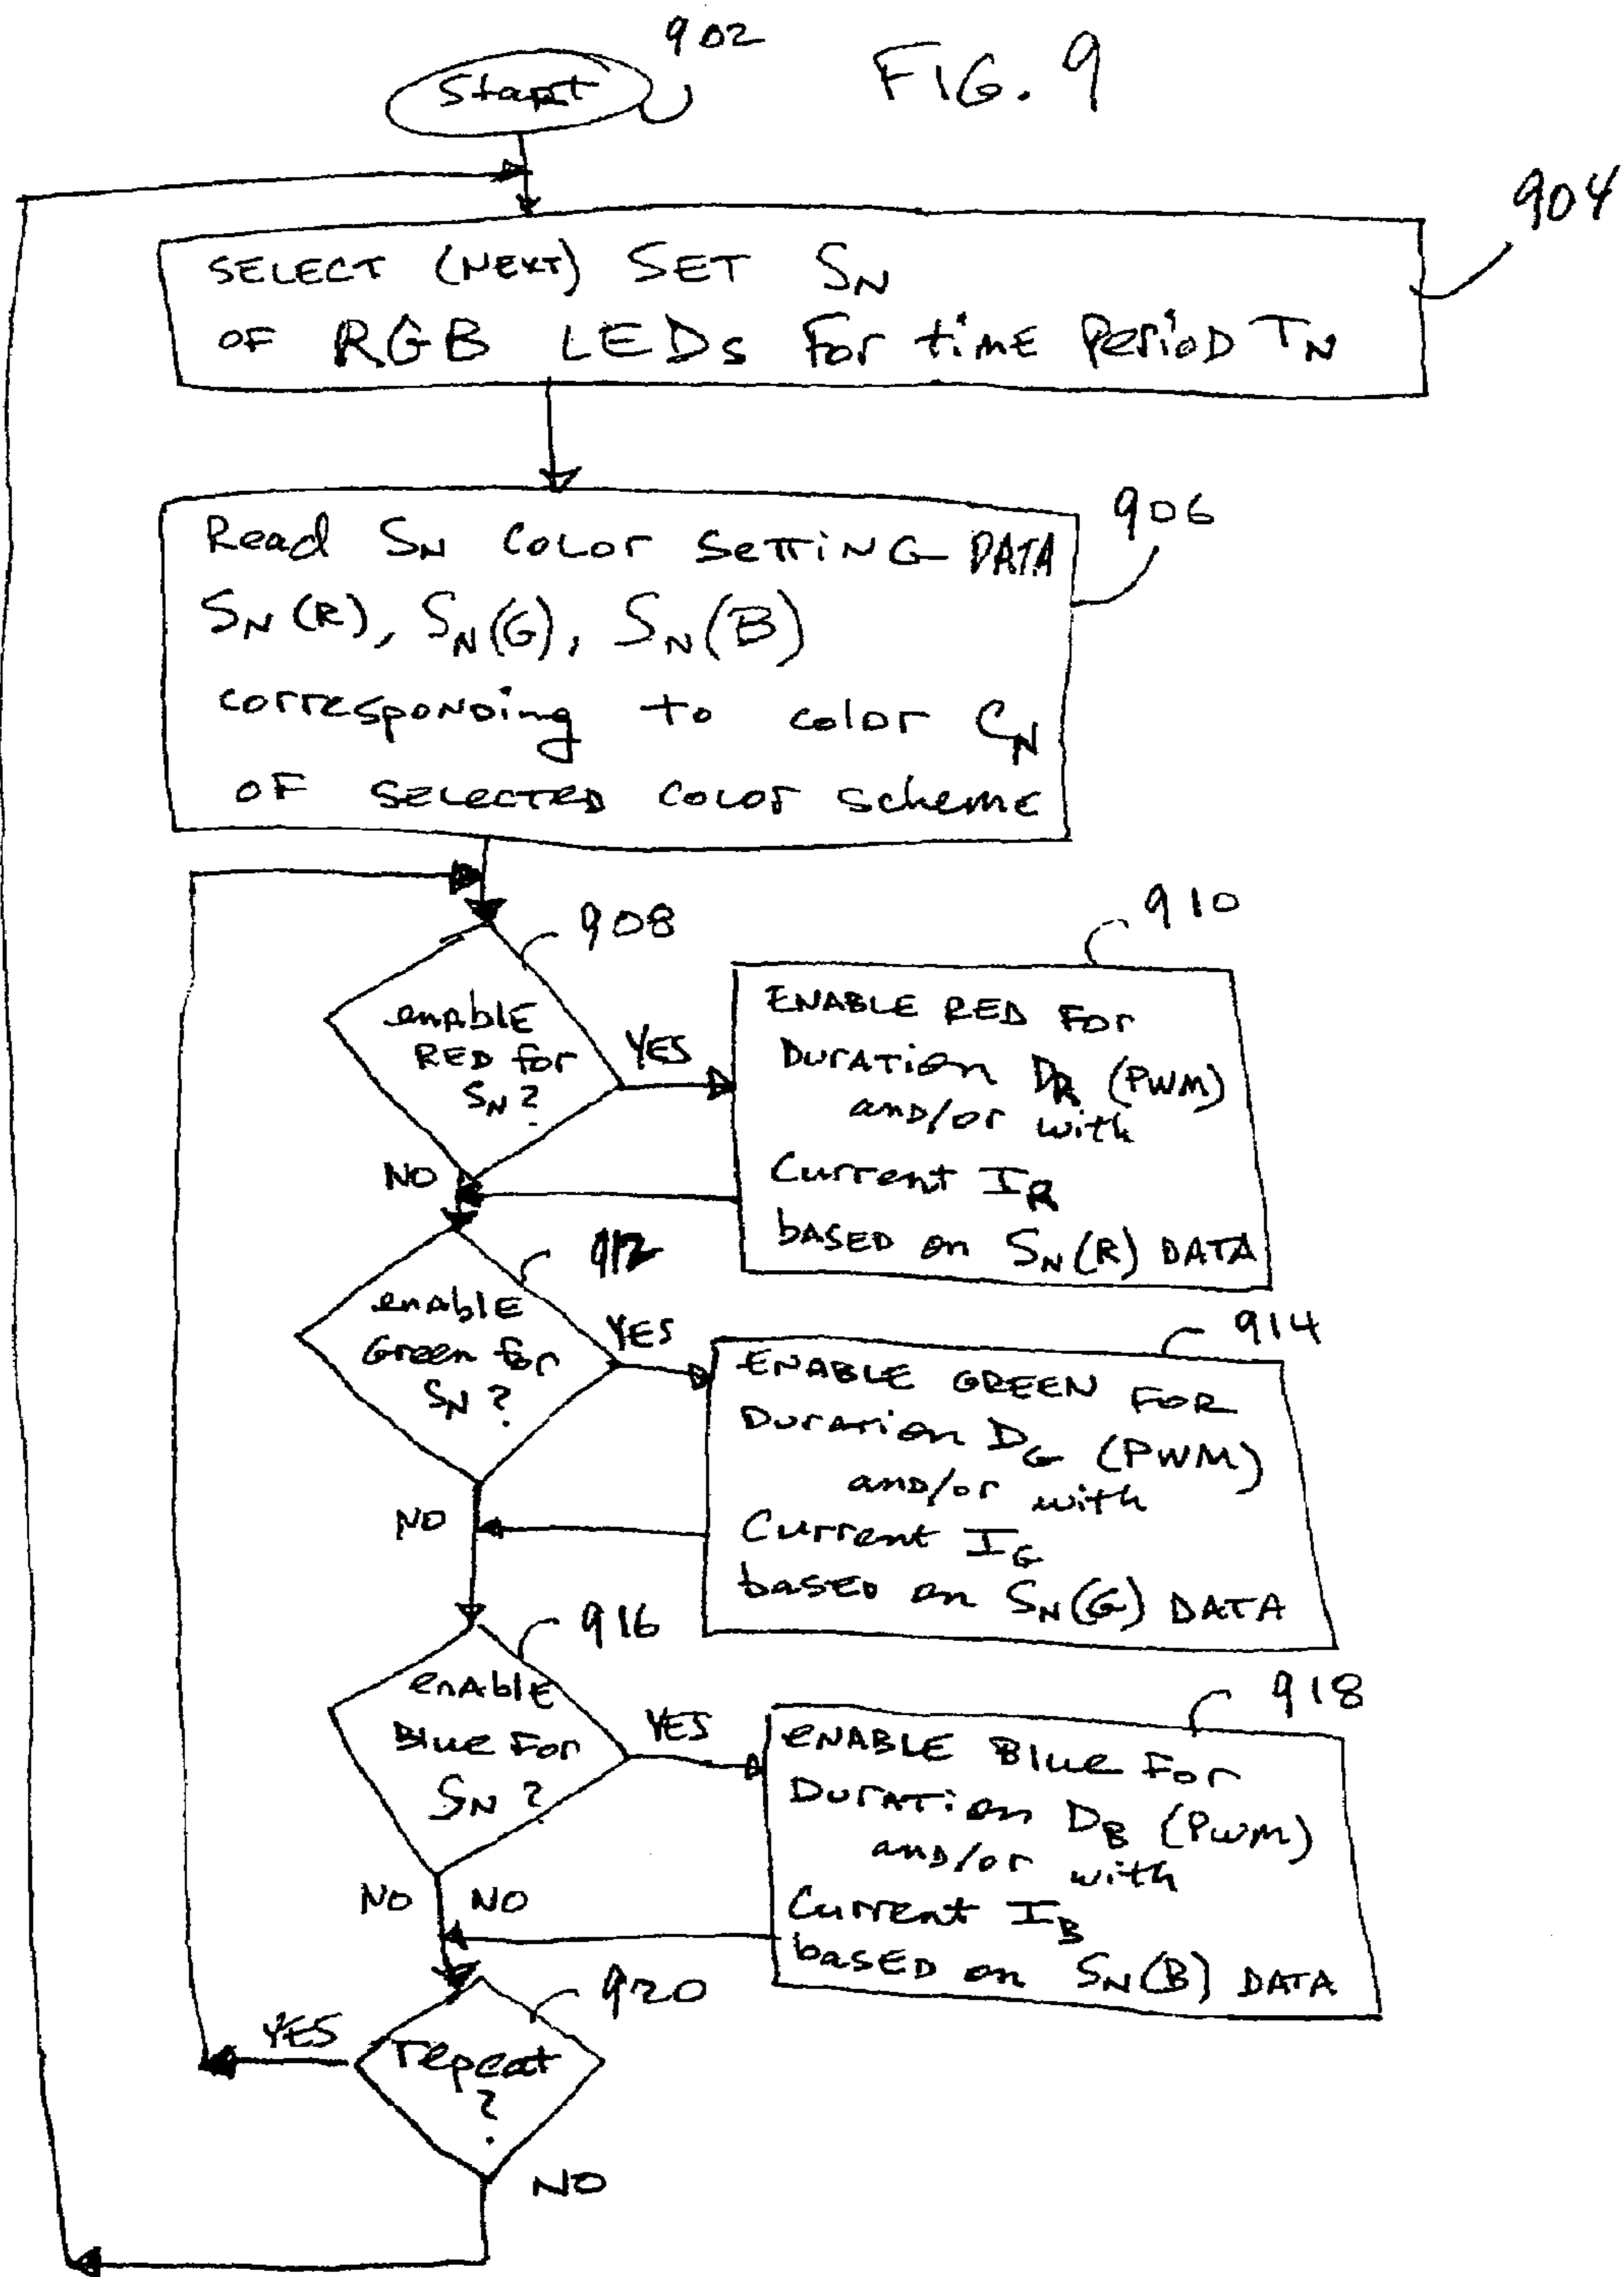 902
FIG. 9
Start
904
SELECT (NEXT) SET SN
OF RGB LEDs For time Period TN
906
Read SN Color SETTING DATA
SN (R), SN (G), SN (B)
corresponding to color CN
OF SELECTED COLOr scheme
908
910
enable
RED for
SN ?
YES
NO
ENABLE RED For
DURATion DR (PWM)
and/or with
Current IR
bASED on SN (R) DATA
912
914
enAblE
Green for
SN ?
YES
NO
ENABLE GREEN FOR
DURATion DG (PWM)
and/or with
Current IG
based on SN (G) DATA
916
918
enAblE
Blue For
SN ?
YES
NO NO
ENABLE Blue For
DURATion DB (PWM)
and/or with
Current IB
based on SN (B) DATA
920
repeat
?
YES
NO